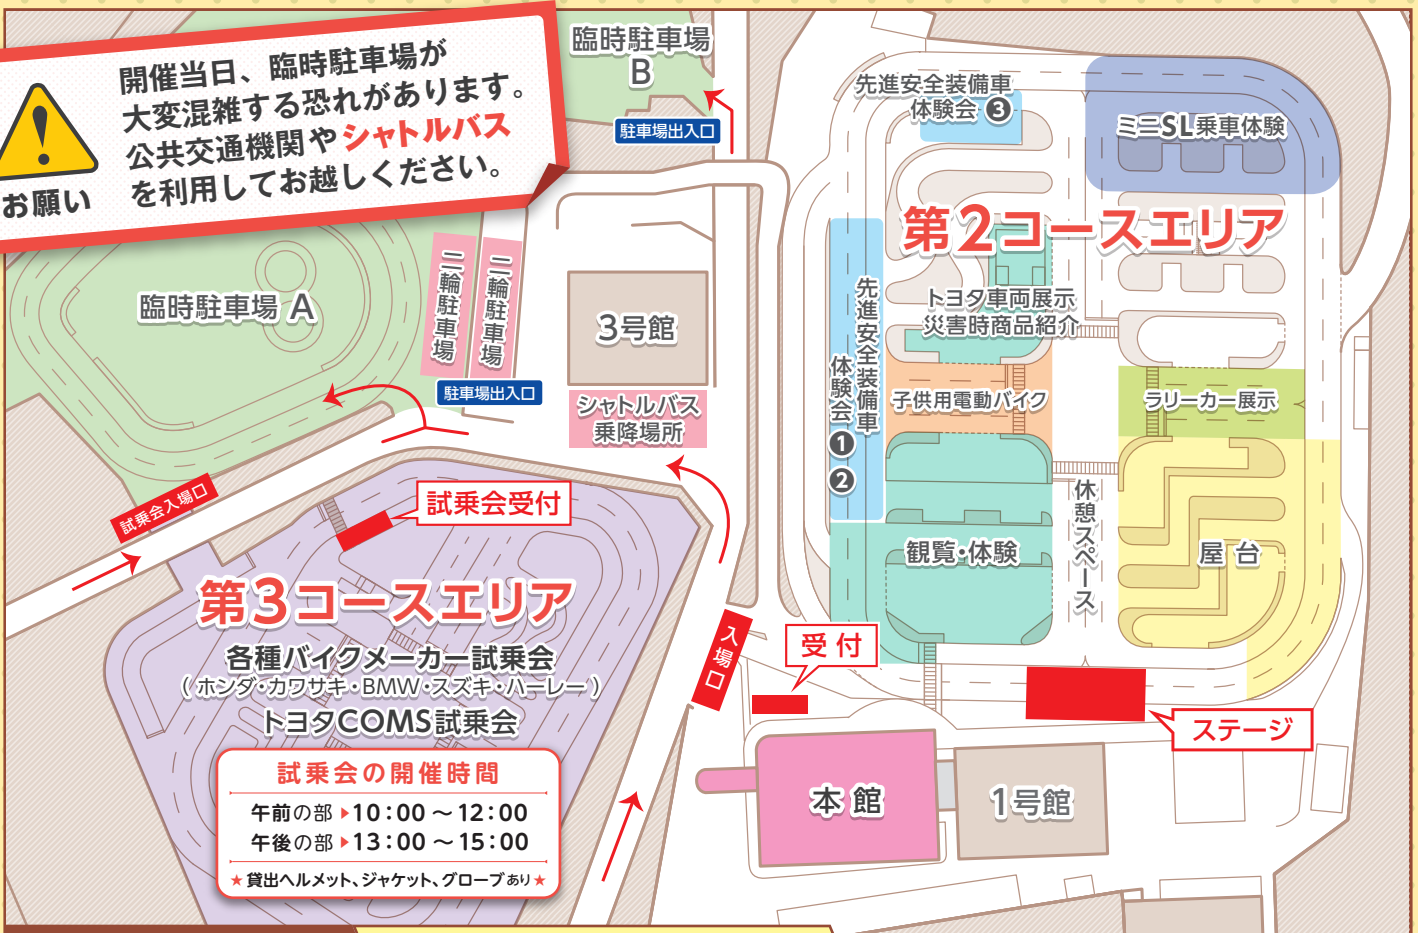 開催当日、臨時駐車場が
大変混雑する恐れがあります。
公共交通機関やシャトルバス
を利用してお越しください。
お願い
臨時駐車場
B
駐車場出入口
先進安全装備車
体験会 ❸
ミニSL乗車体験
第2コースエリア
臨時駐車場 A
二輪駐車場
二輪駐車場
駐車場出入口
3号館
シャトルバス
乗降場所
先進安全装備車
体験会 ❶ ❷
トヨタ車両展示
災害時商品紹介
子供用電動バイク
ラリーカー展示
観覧・体験
休憩スペース
屋台
試乗会入場口
試乗会受付
第3コースエリア
各種バイクメーカー試乗会
（ホンダ・カワサキ・BMW・スズキ・ハーレー）
トヨタCOMS試乗会
試乗会の開催時間
午前の部 ▶10:00 ～ 12:00
午後の部 ▶13:00 ～ 15:00
★貸出ヘルメット、ジャケット、グローブあり★
入場口
受付
ステージ
本館
1号館